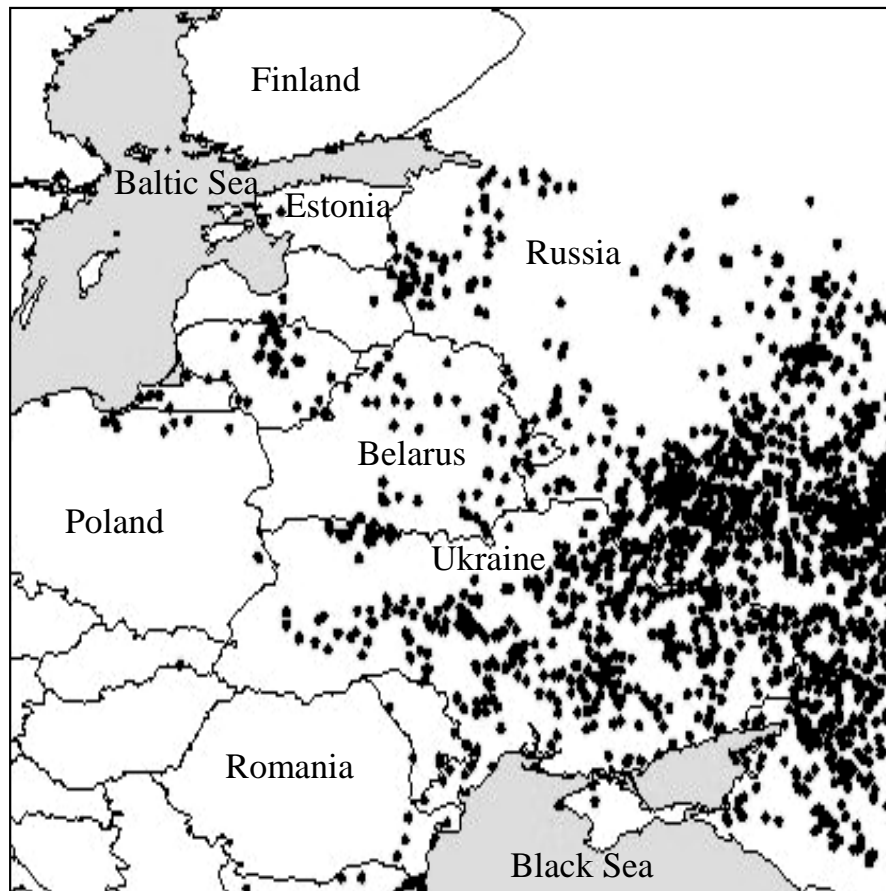 Finland
Baltic Sea
Estonia
Russia
Belarus
Poland
Ukraine
Romania
Black Sea